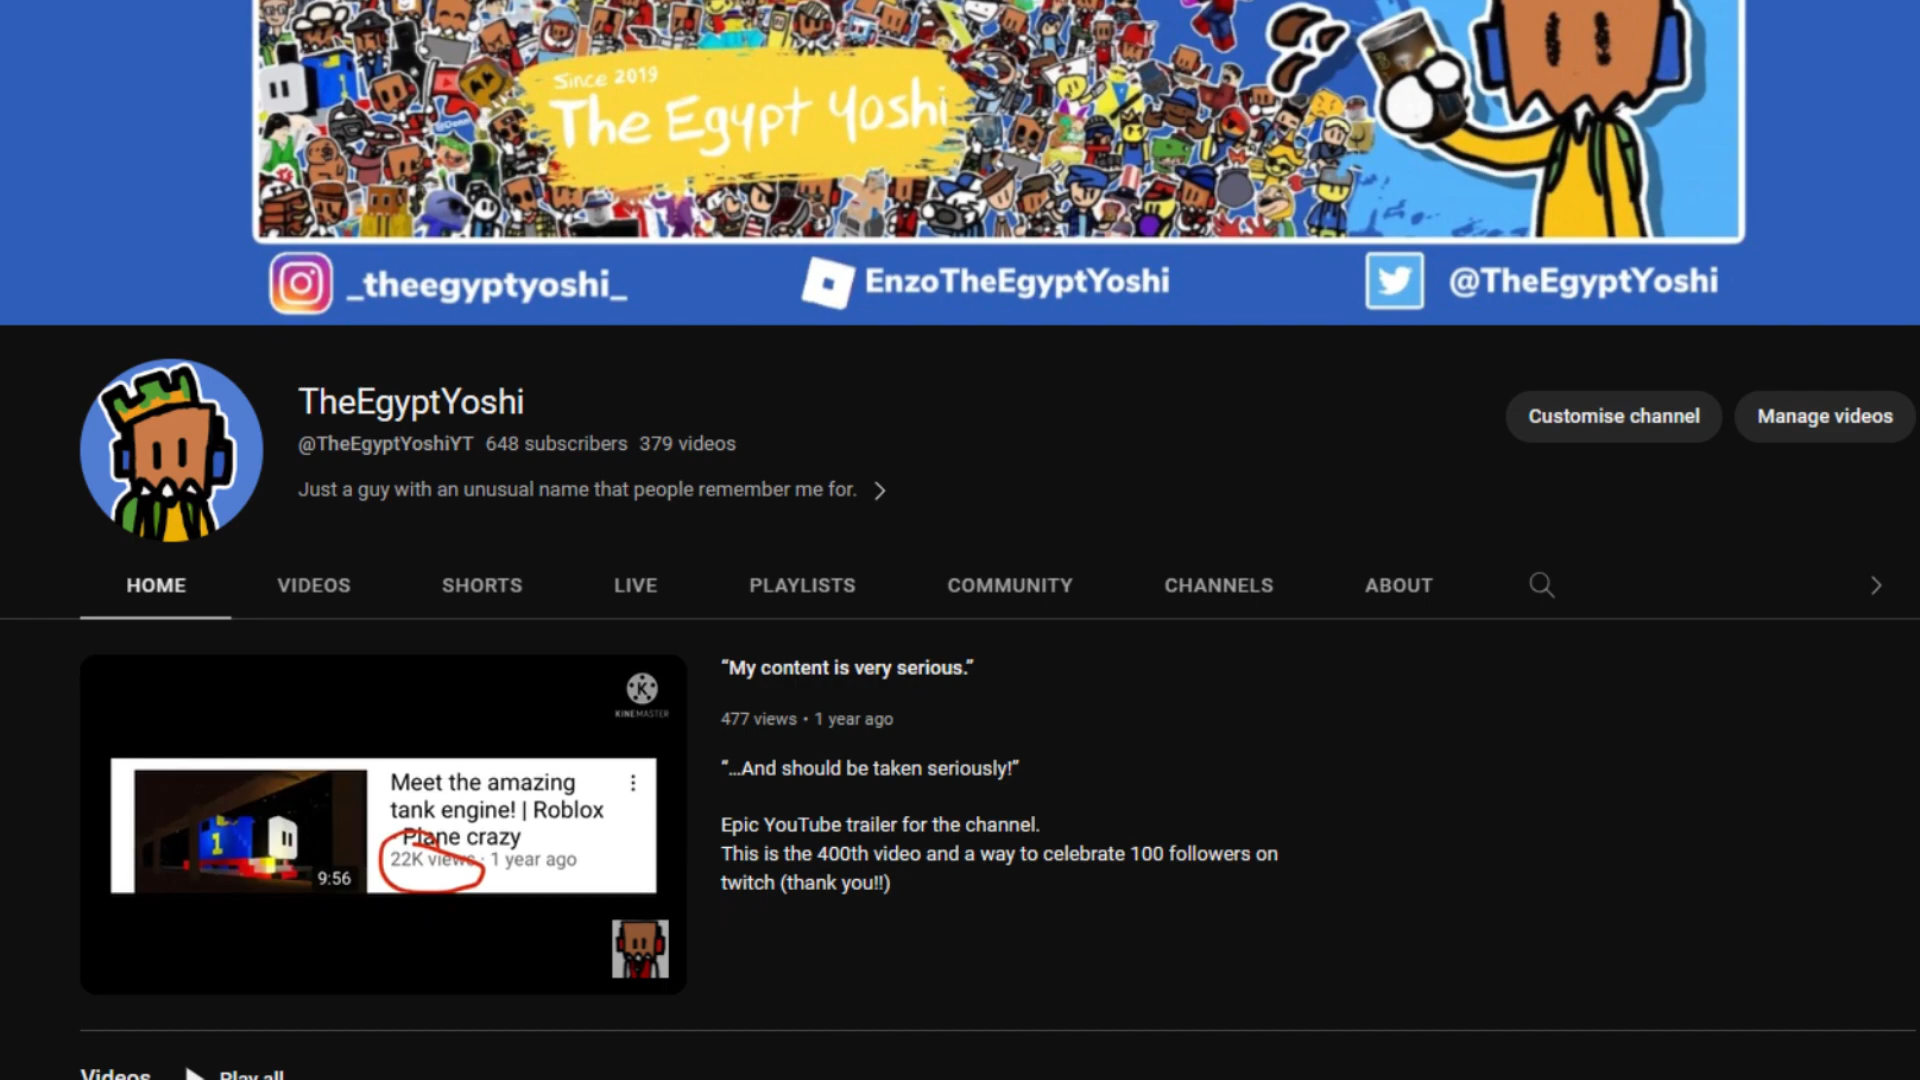 Since 2019
The Egypt Yoshi
_theegyptyoshi_
EnzoTheEgyptYoshi
@TheEgyptYoshi
TheEgyptYoshi
@TheEgyptYoshiYT 648 subscribers 379 videos
Just a guy with an unusual name that people remember me for.
Customise channel
Manage videos
HOME
VIDEOS
SHORTS
LIVE
PLAYLISTS
COMMUNITY
CHANNELS
ABOUT
KINEMASTER
Meet the amazing
tank engine! | Roblox
Plane crazy
22K views · 1 year ago
1
9:56
“My content is very serious.”
477 views • 1 year ago
“...And should be taken seriously!”
Epic YouTube trailer for the channel.
This is the 400th video and a way to celebrate 100 followers on
twitch (thank you!!)
Videos
Play all